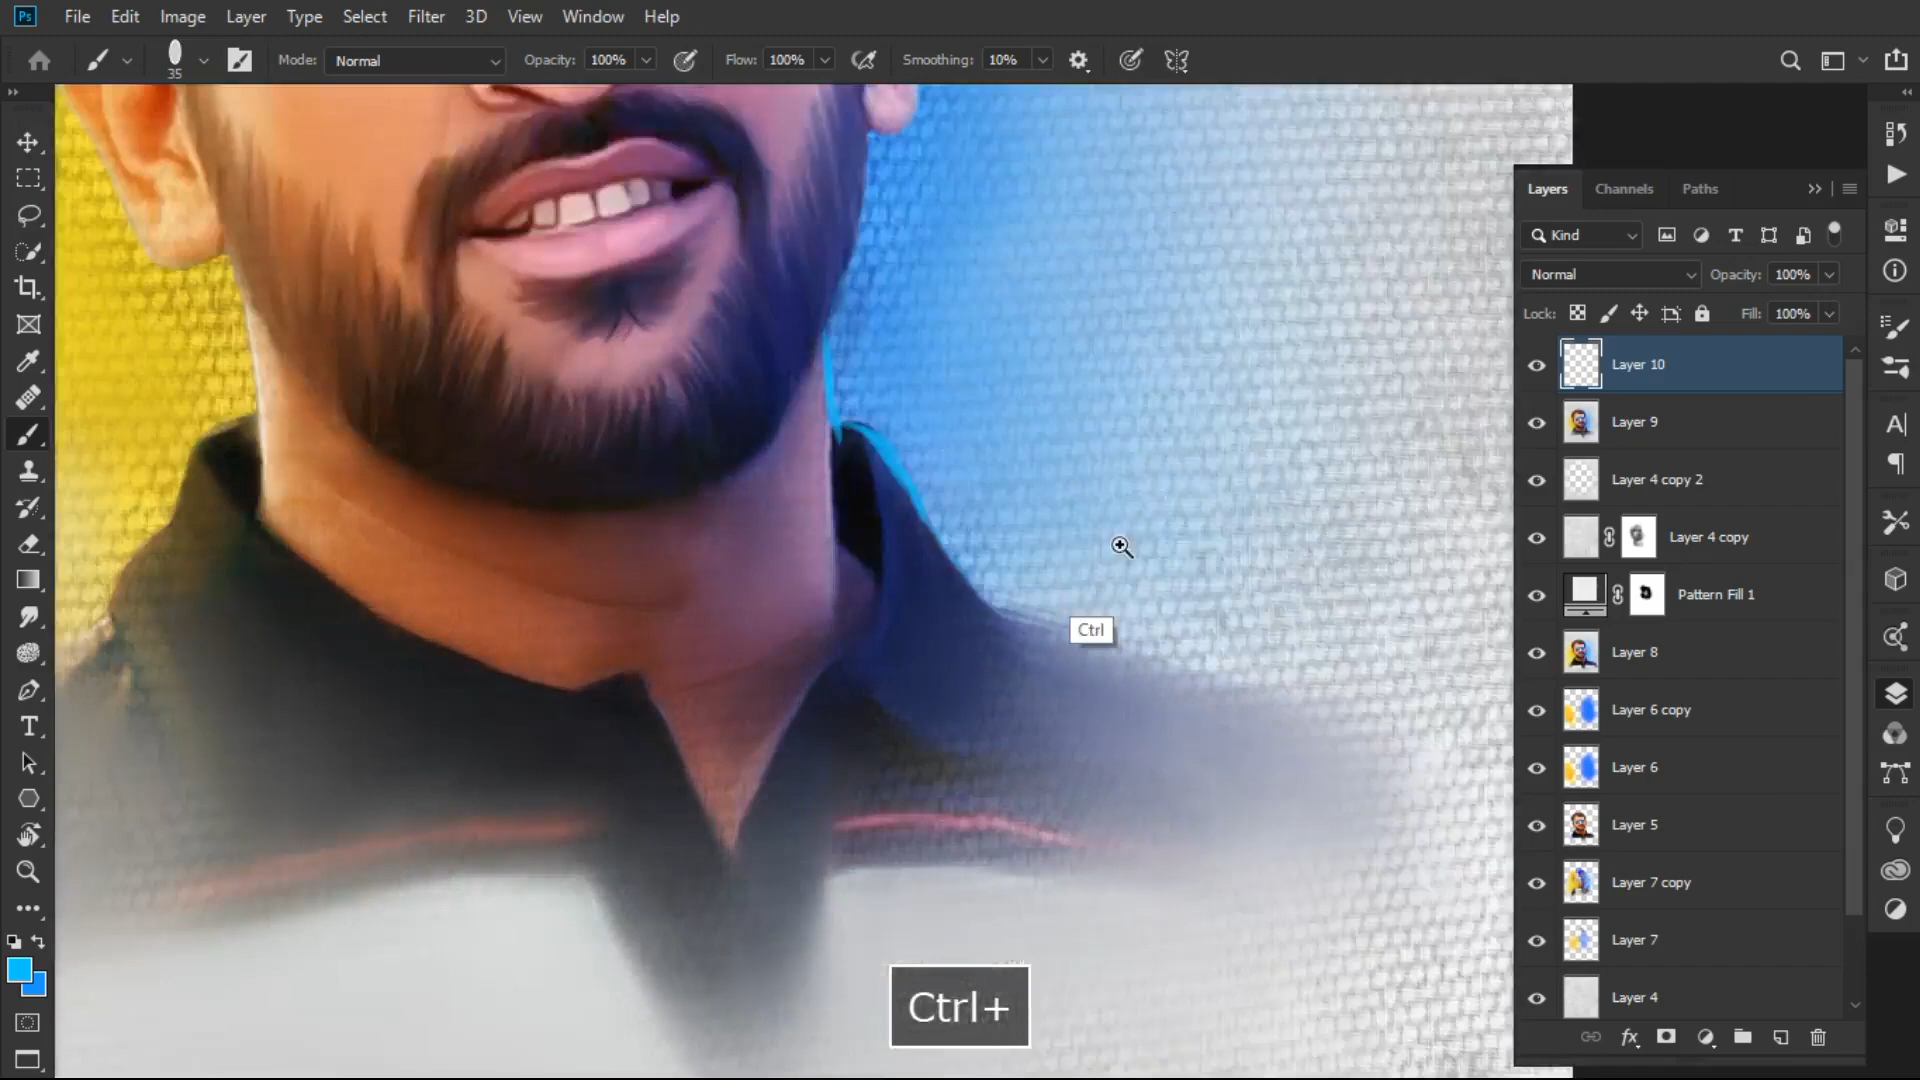 Ps File Edit Image Layer Type Select Filter 3D View Window Help
35 Mode: Normal Opacity: 100% Flow: 100% Smoothing: 10%
Layers Channels Paths
Kind
Normal Opacity: 100%
Lock: Fill: 100%
Layer 10
Layer 9
Layer 4 copy 2
Layer 4 copy
Pattern Fill 1
Layer 8
Layer 6 copy
Layer 6
Layer 5
Layer 7 copy
Layer 7
Layer 4
fx
Ctrl
Ctrl+